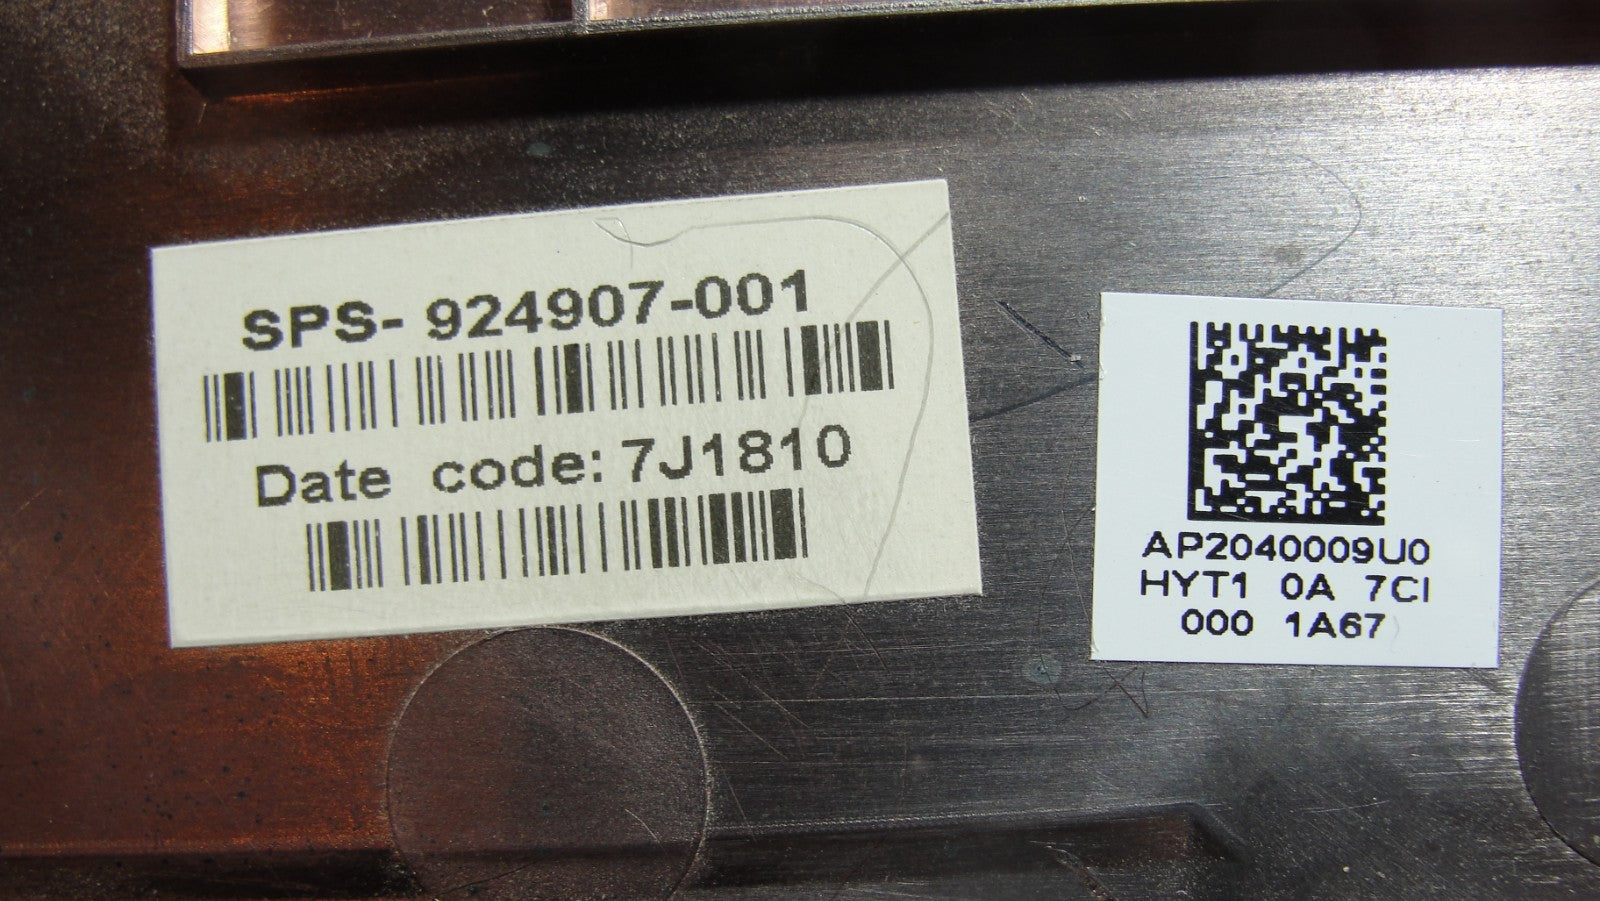 SPS- 924907-001
Date code: 7J1810
AP2040009U0
HYT1 0A 7CI
000 1A67